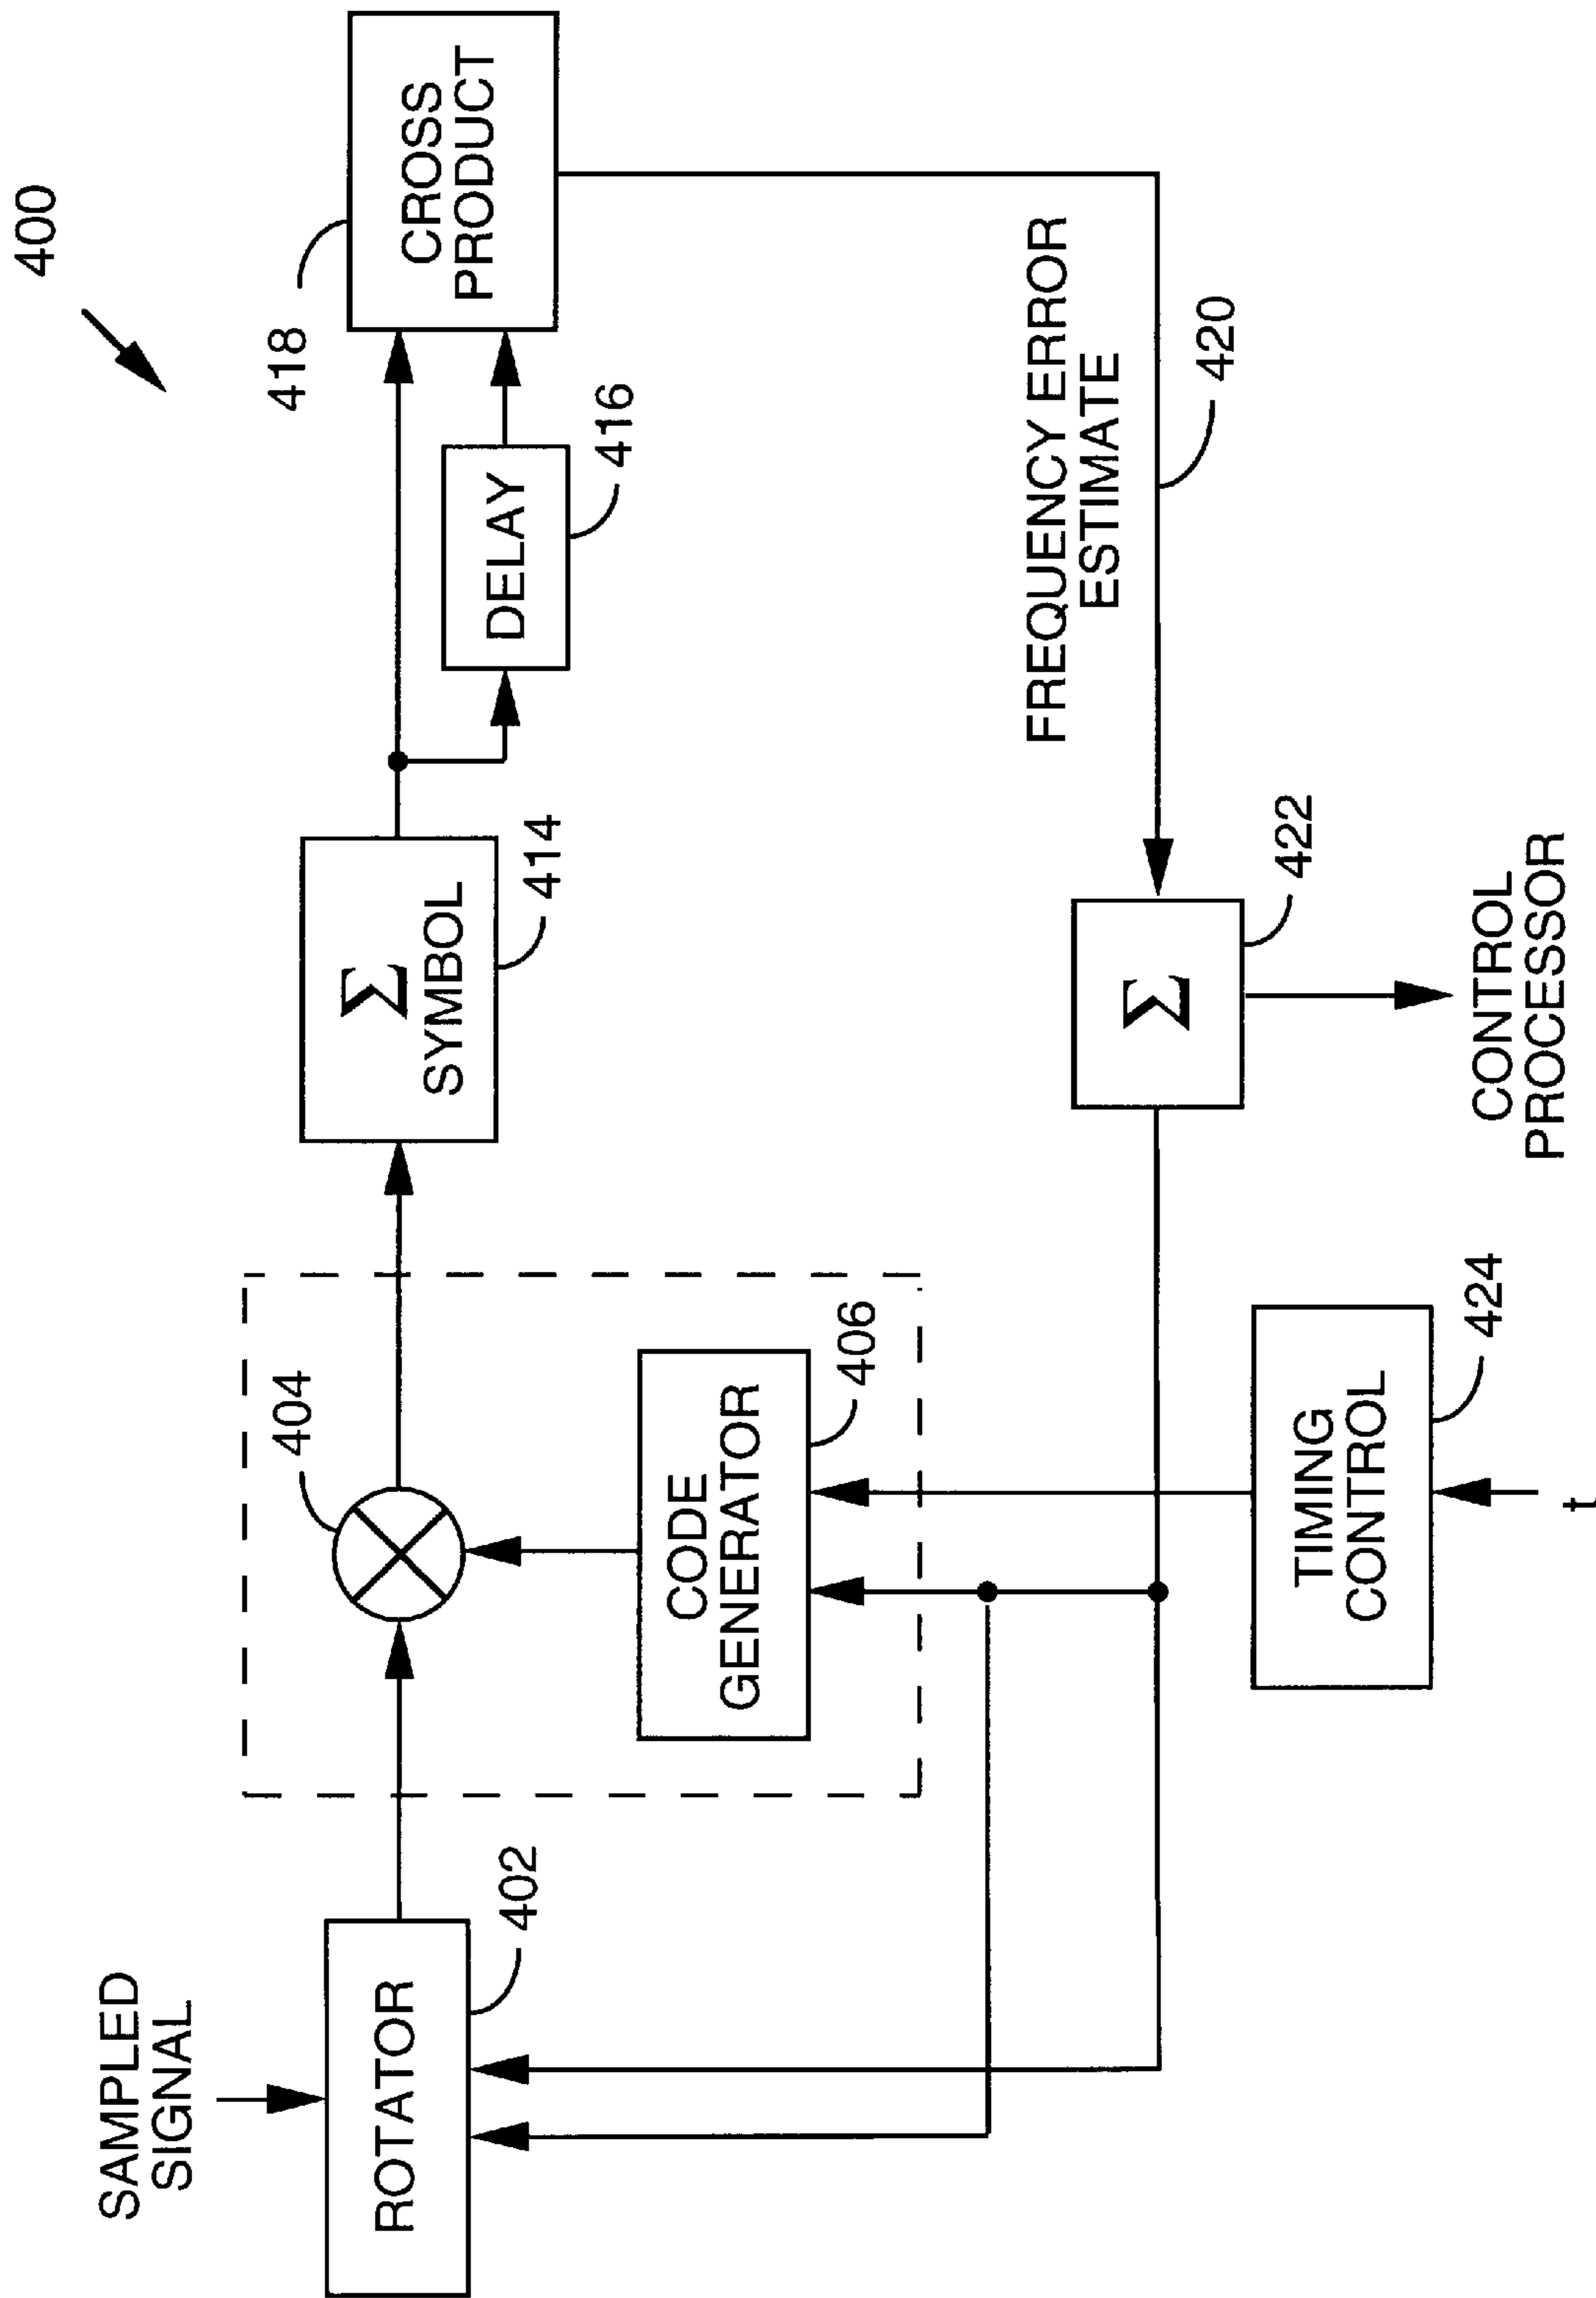 400
SAMPLED
SIGNAL
ROTATOR
402
404
CODE
GENERATOR
406
Σ
SYMBOL
414
DELAY
416
418
CROSS
PRODUCT
FREQUENCY ERROR
ESTIMATE
420
Σ
422
CONTROL
PROCESSOR
TIMING
CONTROL
424
t